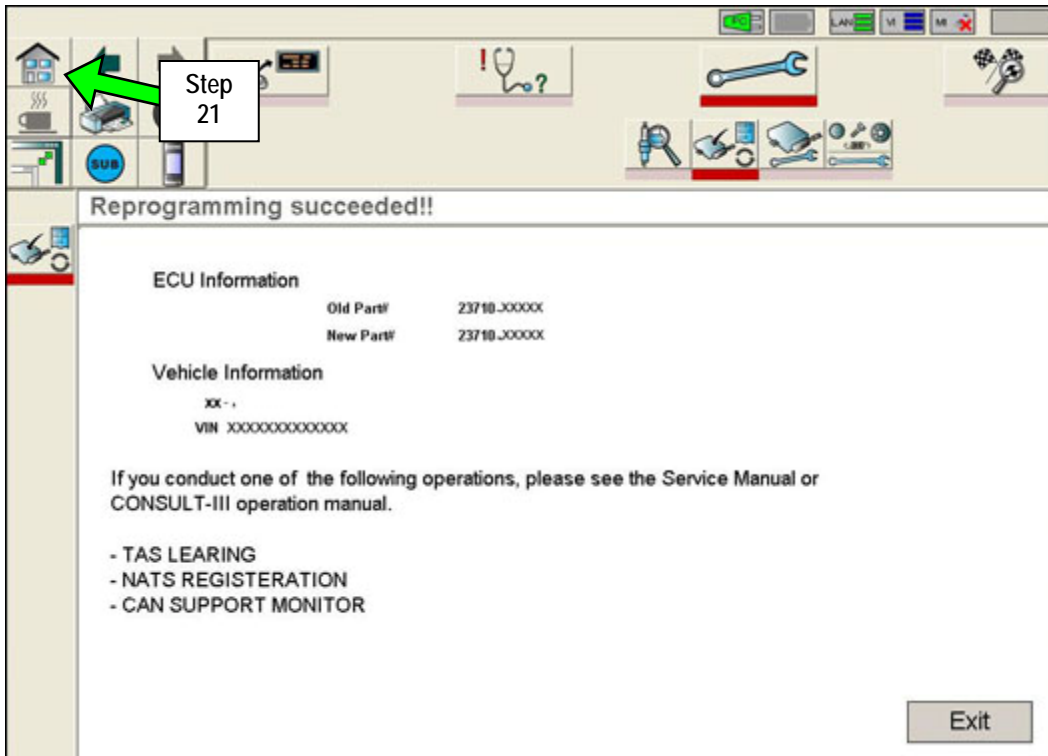 PC
LAN
VI
MI
Step
21
SUB
Reprogramming succeeded!!
ECU Information
Old Part# 23710-XXXXX
New Part# 23710-XXXXX
Vehicle Information
XX - ,
VIN XXXXXXXXXXXXX
If you conduct one of the following operations, please see the Service Manual or
CONSULT-III operation manual.
- TAS LEARING
- NATS REGISTERATION
- CAN SUPPORT MONITOR
Exit